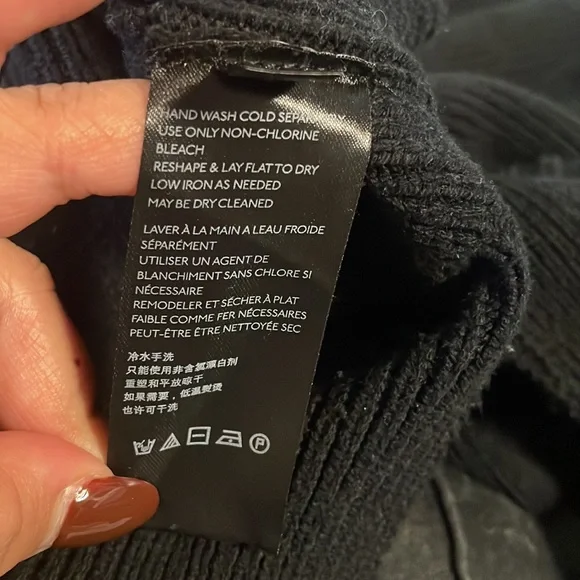 HAND WASH COLD SEPARATELY
USE ONLY NON-CHLORINE
BLEACH
RESHAPE & LAY FLAT TO DRY
LOW IRON AS NEEDED
MAY BE DRY CLEANED
LAVER À LA MAIN A LEAU FROIDE
SÉPARÉMENT
UTILISER UN AGENT DE
BLANCHIMENT SANS CHLORE SI
NÉCESSAIRE
REMODELER ET SÉCHER À PLAT
FAIBLE COMME FER NÉCESSAIRES
PEUT-ÊTRE ÊTRE NETTOYÉE SEC
冷水手洗
只能使用非含氯漂白剂
重塑和平放晾干
如果需要，低温熨烫
也许可干洗
P